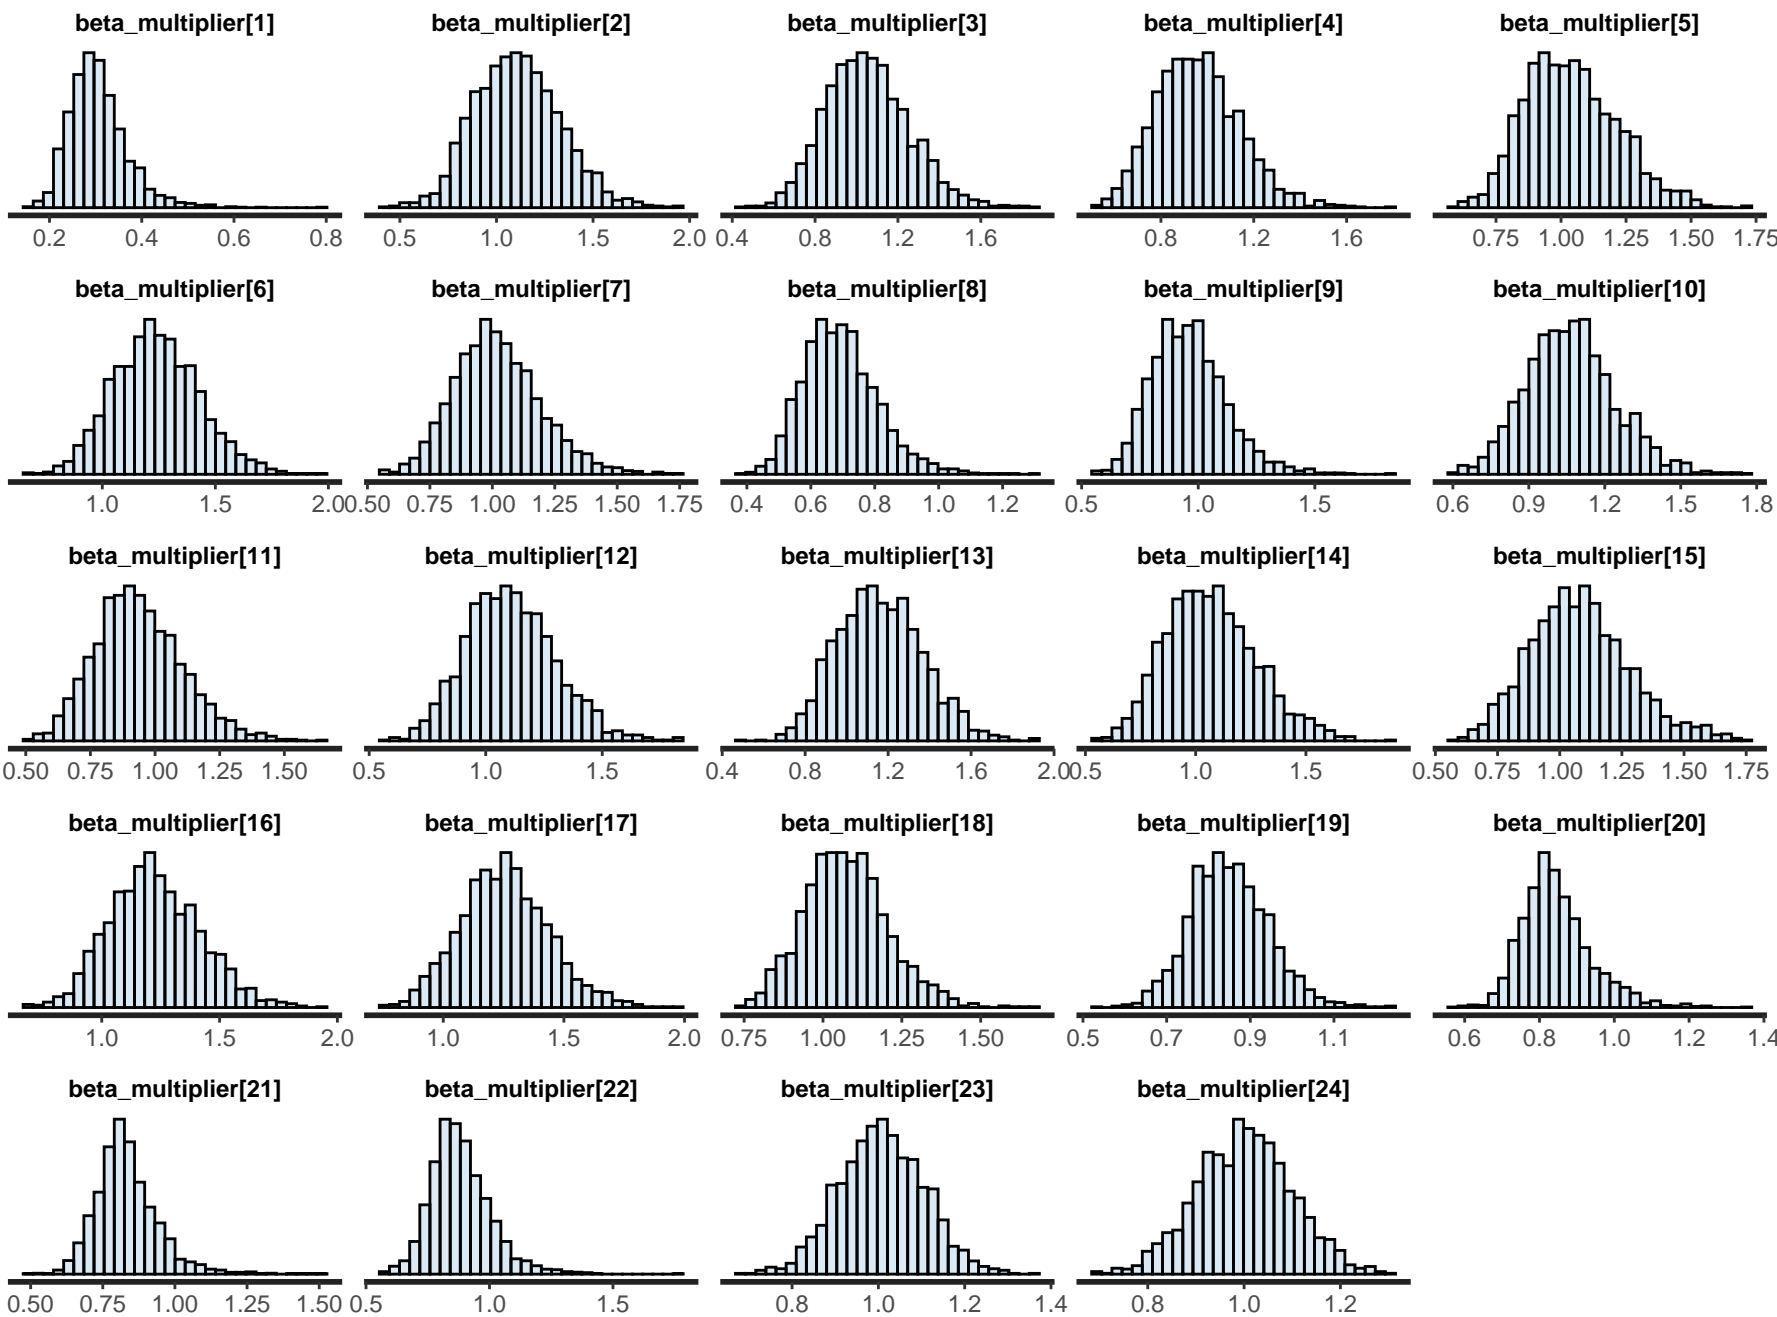 beta_multiplier[1] beta_multiplier[2] beta_multiplier[3] beta_multiplier[4] beta_multiplier[5]
0.2 0.4 0.6 0.8 0.5 1.0 1.5 2.0 0.4 0.8 1.2 1.6 0.8 1.2 1.6 0.75 1.00 1.25 1.50 1.75
beta_multiplier[6] beta_multiplier[7] beta_multiplier[8] beta_multiplier[9] beta_multiplier[10]
1.0 1.5 2.0 0.50 0.75 1.00 1.25 1.50 1.75 0.4 0.6 0.8 1.0 1.2 0.5 1.0 1.5 0.6 0.9 1.2 1.5 1.8
beta_multiplier[11] beta_multiplier[12] beta_multiplier[13] beta_multiplier[14] beta_multiplier[15]
0.50 0.75 1.00 1.25 1.50 0.5 1.0 1.5 0.4 0.8 1.2 1.6 2.0 0.5 1.0 1.5 0.50 0.75 1.00 1.25 1.50 1.75
beta_multiplier[16] beta_multiplier[17] beta_multiplier[18] beta_multiplier[19] beta_multiplier[20]
1.0 1.5 2.0 1.0 1.5 2.0 0.75 1.00 1.25 1.50 0.5 0.7 0.9 1.1 0.6 0.8 1.0 1.2 1.4
beta_multiplier[21] beta_multiplier[22] beta_multiplier[23] beta_multiplier[24]
0.50 0.75 1.00 1.25 1.50 0.5 1.0 1.5 0.8 1.0 1.2 1.4 0.8 1.0 1.2